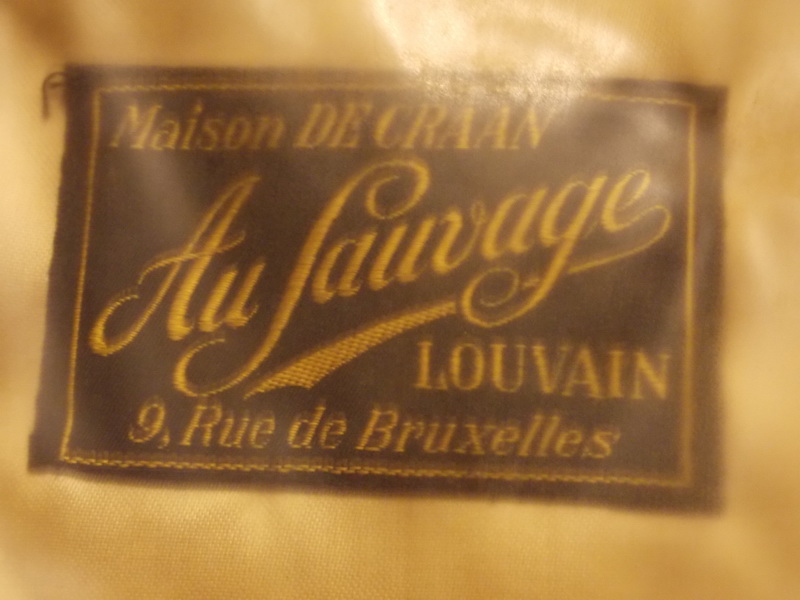 Maison DE CRAAN
Au Sauvage
LOUVAIN
9, Rue de Bruxelles